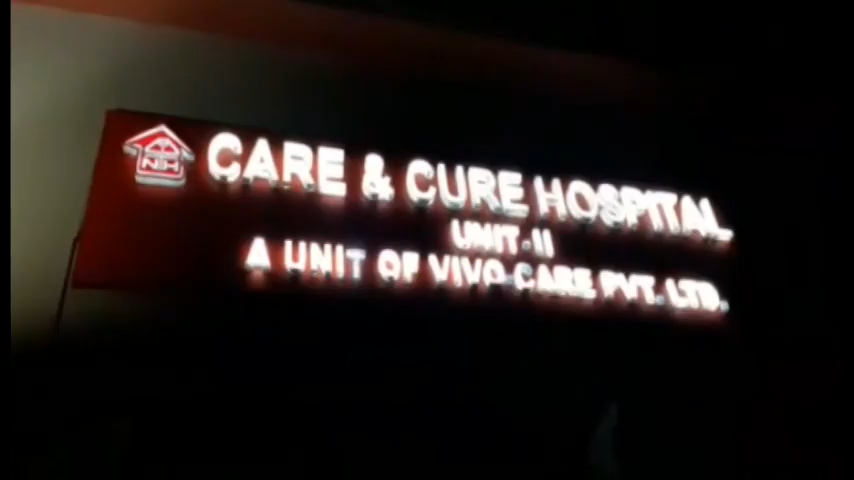 NH
CARE & CURE HOSPITAL
UNIT-II
A UNIT OF VIVO CARE PVT. LTD.